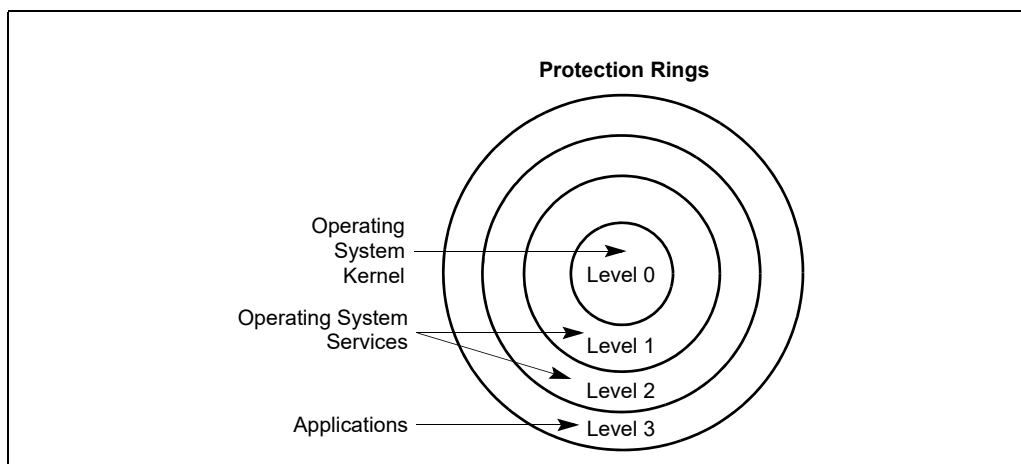 Protection Rings
Operating
System
Kernel
Level 0
Operating System
Services
Level 1
Level 2
Applications
Level 3